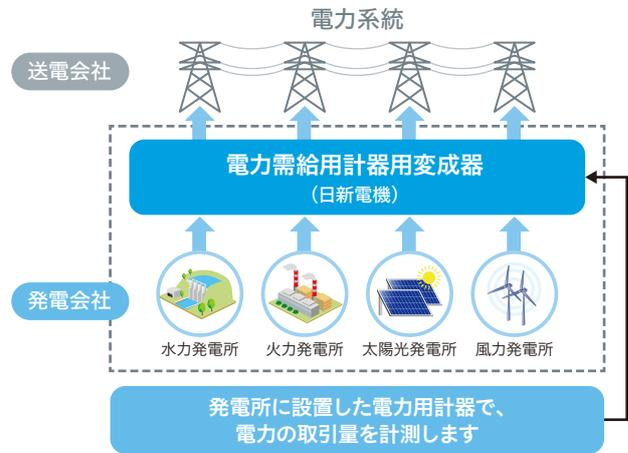 電力系統
送電会社
電力需給用計器用変成器
（日新電機）
発電会社
水力発電所
火力発電所
太陽光発電所
風力発電所
発電所に設置した電力用計器で、
電力の取引量を計測します